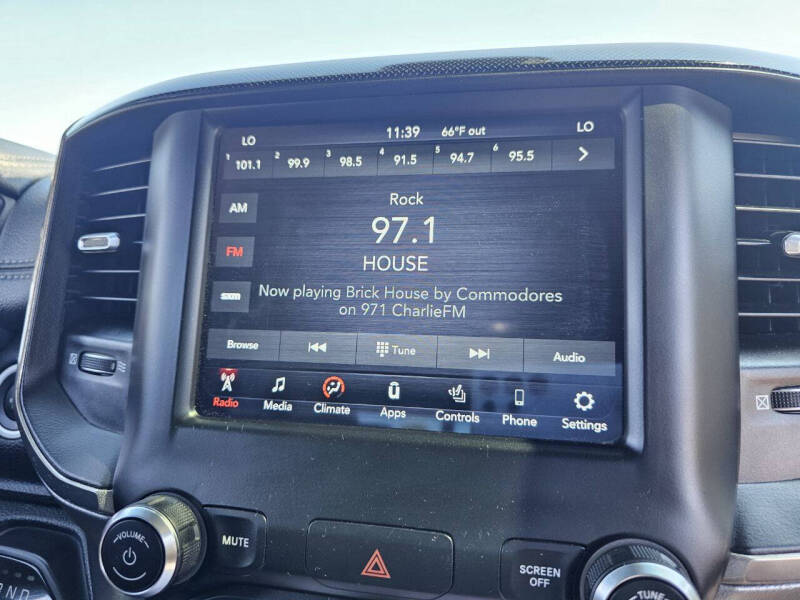 LO 11:39 66°F out LO
1 101.1 2 99.9 3 98.5 4 91.5 5 94.7 6 95.5
AM
Rock
97.1
FM
HOUSE
sxm
Now playing Brick House by Commodores
on 971 CharlieFM
Browse Tune Audio
Radio Media Climate Apps Controls Phone Settings
VOLUME
MUTE
SCREEN
OFF
TUNE
R N D